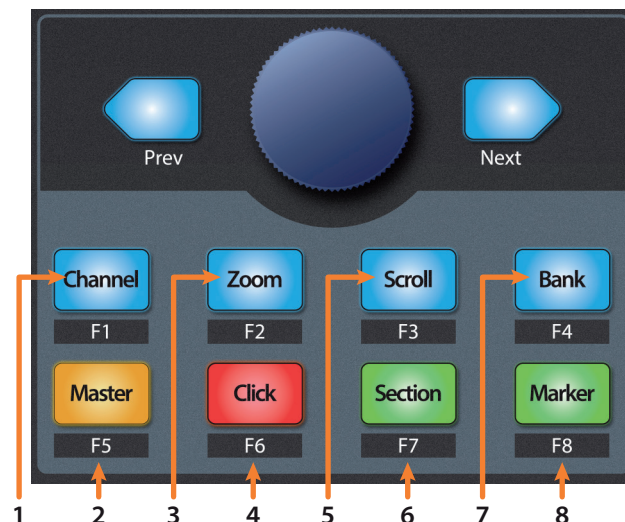 Prev Next
Channel Zoom Scroll Bank
F1 F2 F3 F4
Master Click Section Marker
F5 F6 F7 F8
1 2 3 4 5 6 7 8